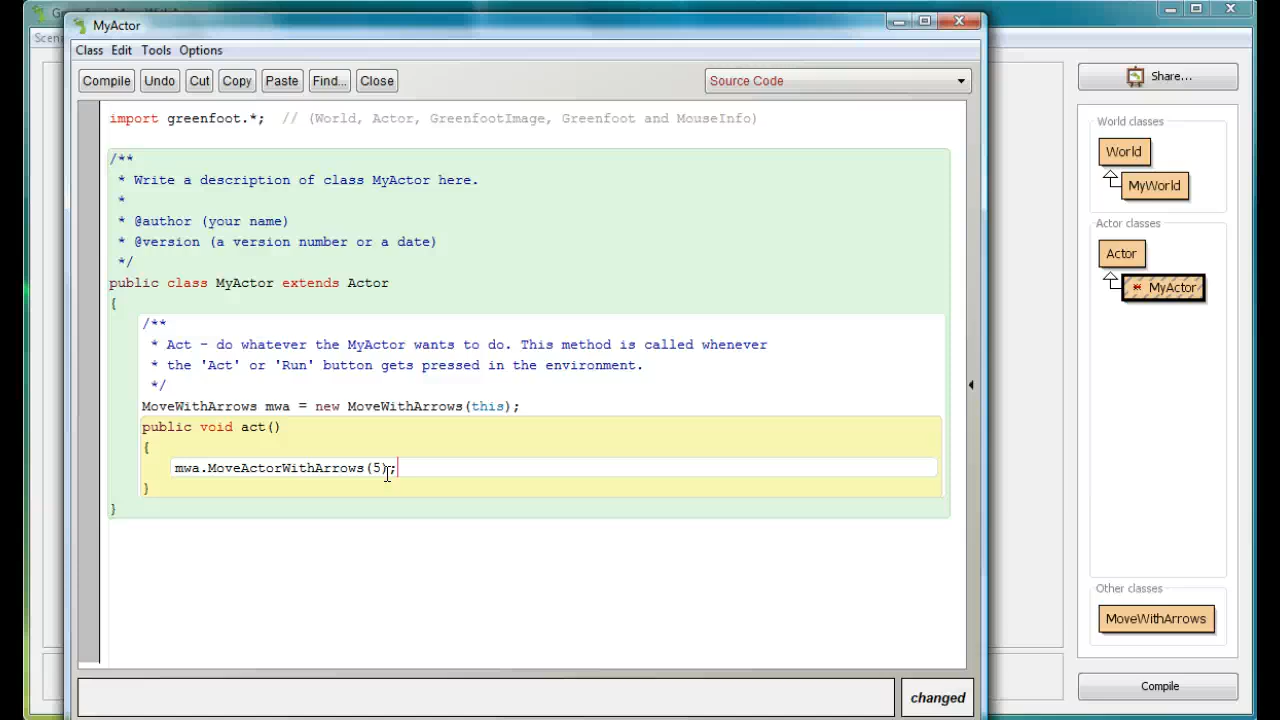 MyActor
Scen
Class Edit Tools Options
Compile Undo Cut Copy Paste Find... Close Source Code
import greenfoot.*;  // (World, Actor, GreenfootImage, Greenfoot and MouseInfo)
/**
 * Write a description of class MyActor here.
 *
 * @author (your name)
 * @version (a version number or a date)
 */
public class MyActor extends Actor
{
/**
 * Act - do whatever the MyActor wants to do. This method is called whenever
 * the 'Act' or 'Run' button gets pressed in the environment.
 */
MoveWithArrows mwa = new MoveWithArrows(this);
public void act()
{
mwa.MoveActorWithArrows(5);
}
}
changed
Share...
World classes
World
MyWorld
Actor classes
Actor
MyActor
Other classes
MoveWithArrows
Compile